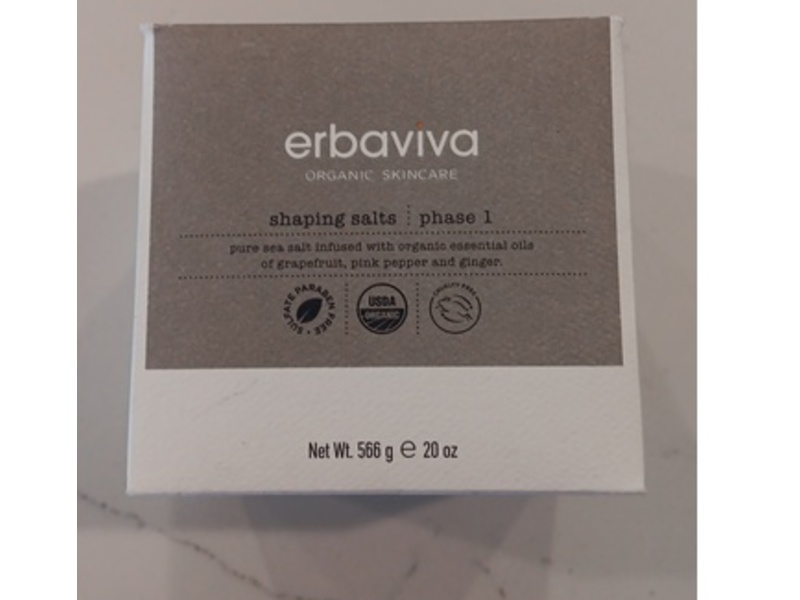 erbaviva
ORGANIC SKINCARE
shaping salts phase 1
pure sea salt infused with organic essential oils
of grapefruit, pink pepper and ginger.
SULFATE PARABEN FREE •
USDA
ORGANIC
CRUELTY FREE
Net Wt. 566 g ℮ 20 oz